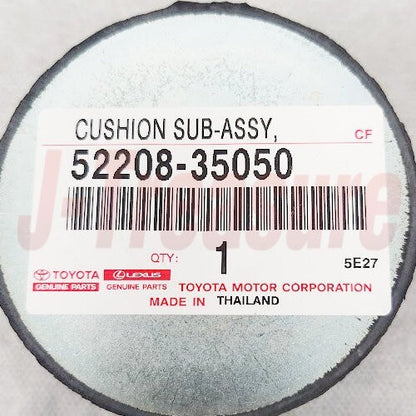 CUSHION SUB-ASSY,
CF
52208-35050
J-Treasure
QTY: 1 5E27
TOYOTA LEXUS
GENUINE PARTS GENUINE PARTS TOYOTA MOTOR CORPORATION
MADE IN THAILAND